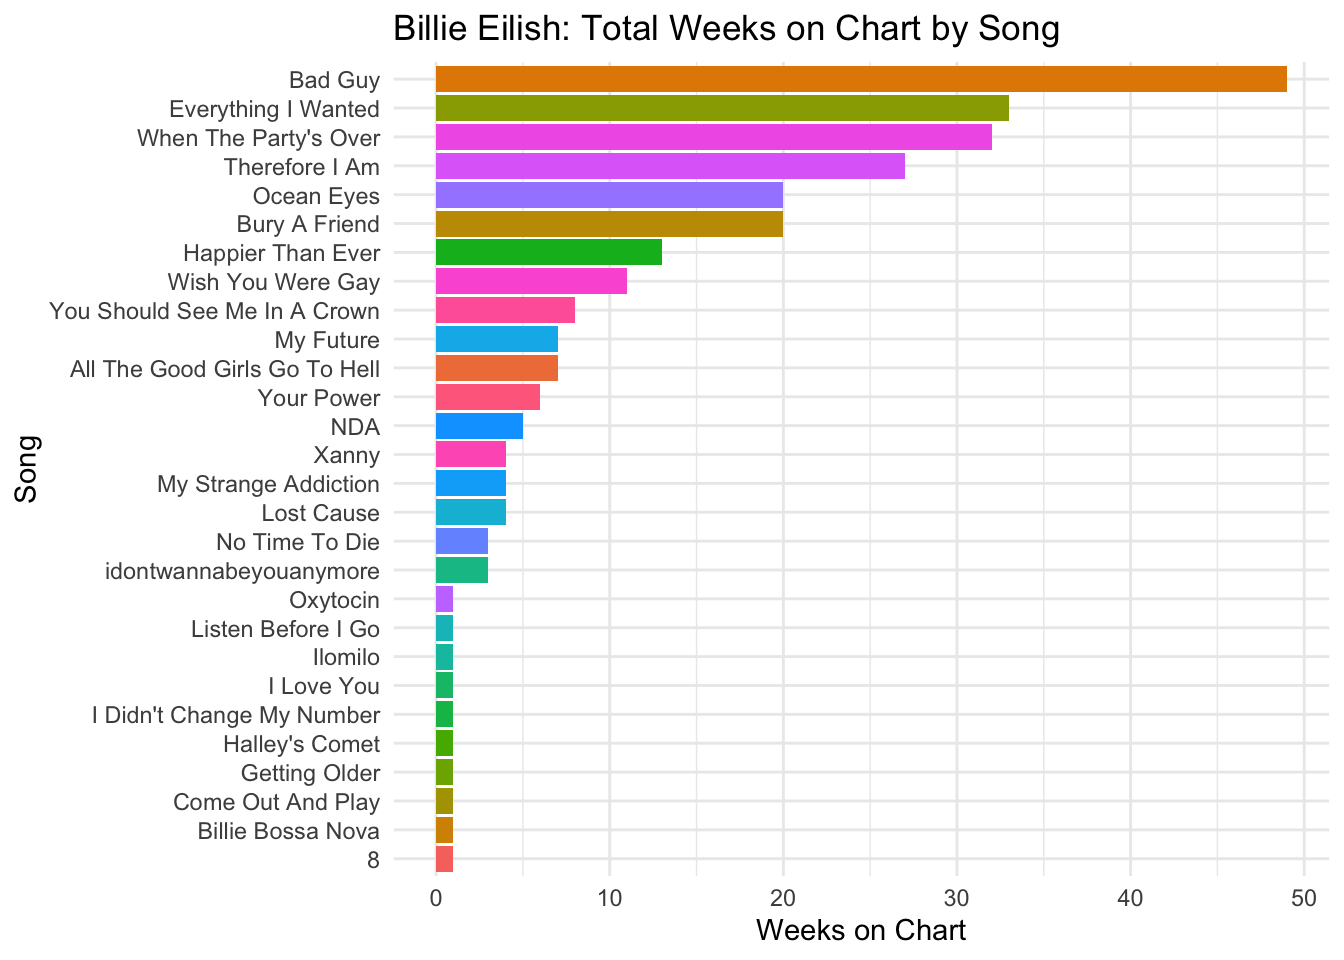 Billie Eilish: Total Weeks on Chart by Song
Bad Guy
Everything I Wanted
When The Party's Over
Therefore I Am
Ocean Eyes
Bury A Friend
Happier Than Ever
Wish You Were Gay
You Should See Me In A Crown
My Future
All The Good Girls Go To Hell
Your Power
NDA
Xanny
My Strange Addiction
Lost Cause
No Time To Die
idontwannabeyouanymore
Oxytocin
Listen Before I Go
Ilomilo
I Love You
I Didn't Change My Number
Halley's Comet
Getting Older
Come Out And Play
Billie Bossa Nova
8
Song
0 10 20 30 40 50
Weeks on Chart